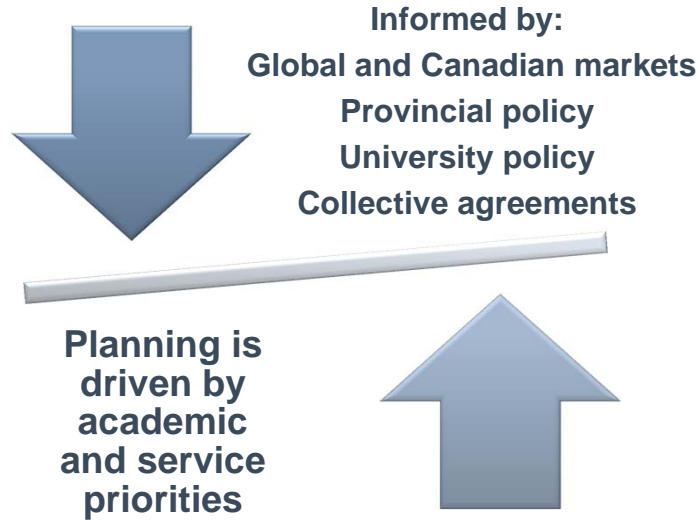 Informed by:
Global and Canadian markets
Provincial policy
University policy
Collective agreements
Planning is
driven by
academic
and service
priorities